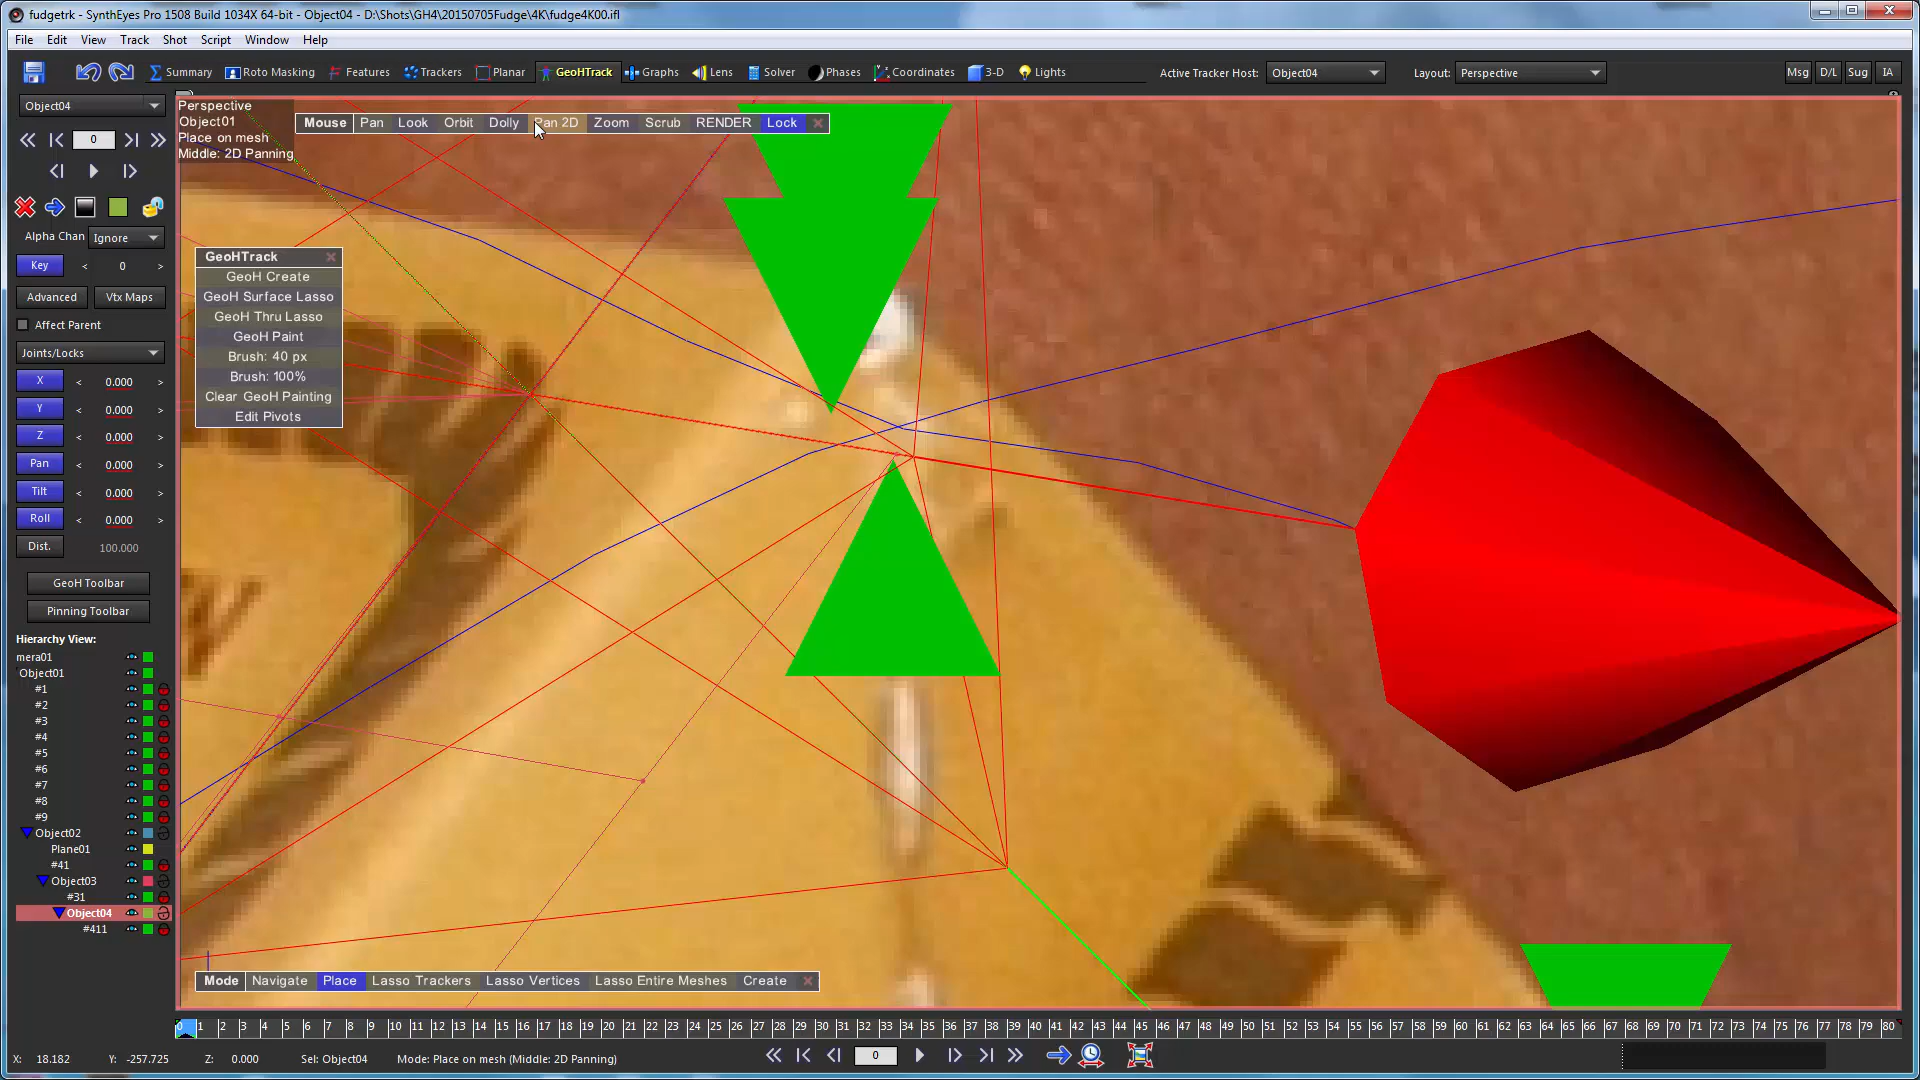 fudgetrk - SynthEyes Pro 1508 Build 1034X 64-bit - Object04 - D:\Shots\GH4\20150705Fudge\4K\fudge4K00.ifl
File Edit View Track Shot Script Window Help
Summary Roto Masking Features Trackers Planar GeoHTrack Graphs Lens Solver Phases Coordinates 3-D Lights Active Tracker Host: Object04 Layout: Perspective Msg D/L Sug IA
Object04
0
Alpha Chan Ignore
Key < 0 >
Advanced Vtx Maps
Affect Parent
Joints/Locks
X < 0.000 >
Y < 0.000 >
Z < 0.000 >
Pan < 0.000 >
Tilt < 0.000 >
Roll < 0.000 >
Dist. 100.000
GeoH Toolbar
Pinning Toolbar
Hierarchy View:
mera01
Object01
#1
#2
#3
#4
#5
#6
#7
#8
#9
Object02
Plane01
#41
Object03
#31
Object04
#411
Perspective
Object01
Place on mesh
Middle: 2D Panning
Mouse Pan Look Orbit Dolly Pan 2D Zoom Scrub RENDER Lock
GeoHTrack
GeoH Create
GeoH Surface Lasso
GeoH Thru Lasso
GeoH Paint
Brush: 40 px
Brush: 100%
Clear GeoH Painting
Edit Pivots
Mode Navigate Place Lasso Trackers Lasso Vertices Lasso Entire Meshes Create
0 1 2 3 4 5 6 7 8 9 10 11 12 13 14 15 16 17 18 19 20 21 22 23 24 25 26 27 28 29 30 31 32 33 34 35 36 37 38 39 40 41 42 43 44 45 46 47 48 49 50 51 52 53 54 55 56 57 58 59 60 61 62 63 64 65 66 67 68 69 70 71 72 73 74 75 76 77 78 79 80
X: 18.182 Y: -257.725 Z: 0.000 Sel: Object04 Mode: Place on mesh (Middle: 2D Panning) 0